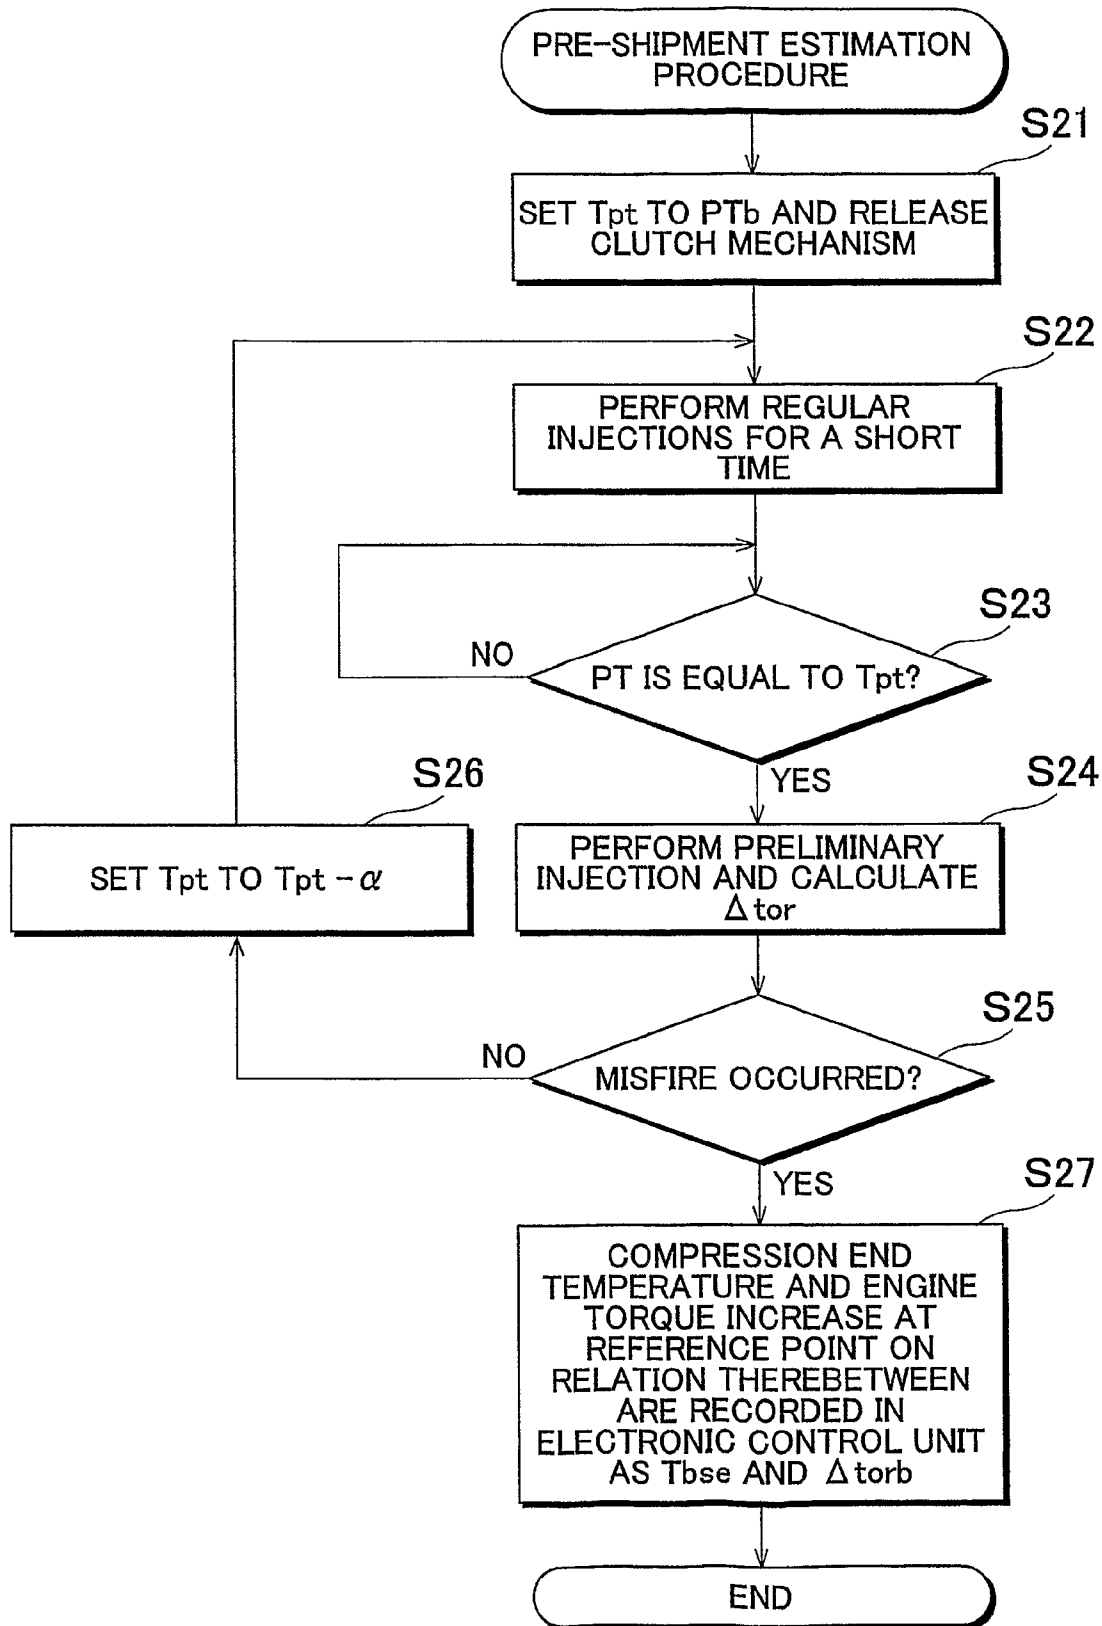 PRE-SHIPMENT ESTIMATION
PROCEDURE
S21
SET Tpt TO PTb AND RELEASE
CLUTCH MECHANISM
S22
PERFORM REGULAR
INJECTIONS FOR A SHORT
TIME
S23
NO
PT IS EQUAL TO Tpt?
YES
S26
S24
SET Tpt TO Tpt - α
PERFORM PRELIMINARY
INJECTION AND CALCULATE
Δtor
S25
NO
MISFIRE OCCURRED?
YES
S27
COMPRESSION END
TEMPERATURE AND ENGINE
TORQUE INCREASE AT
REFERENCE POINT ON
RELATION THEREBETWEEN
ARE RECORDED IN
ELECTRONIC CONTROL UNIT
AS Tbse AND Δtorb
END